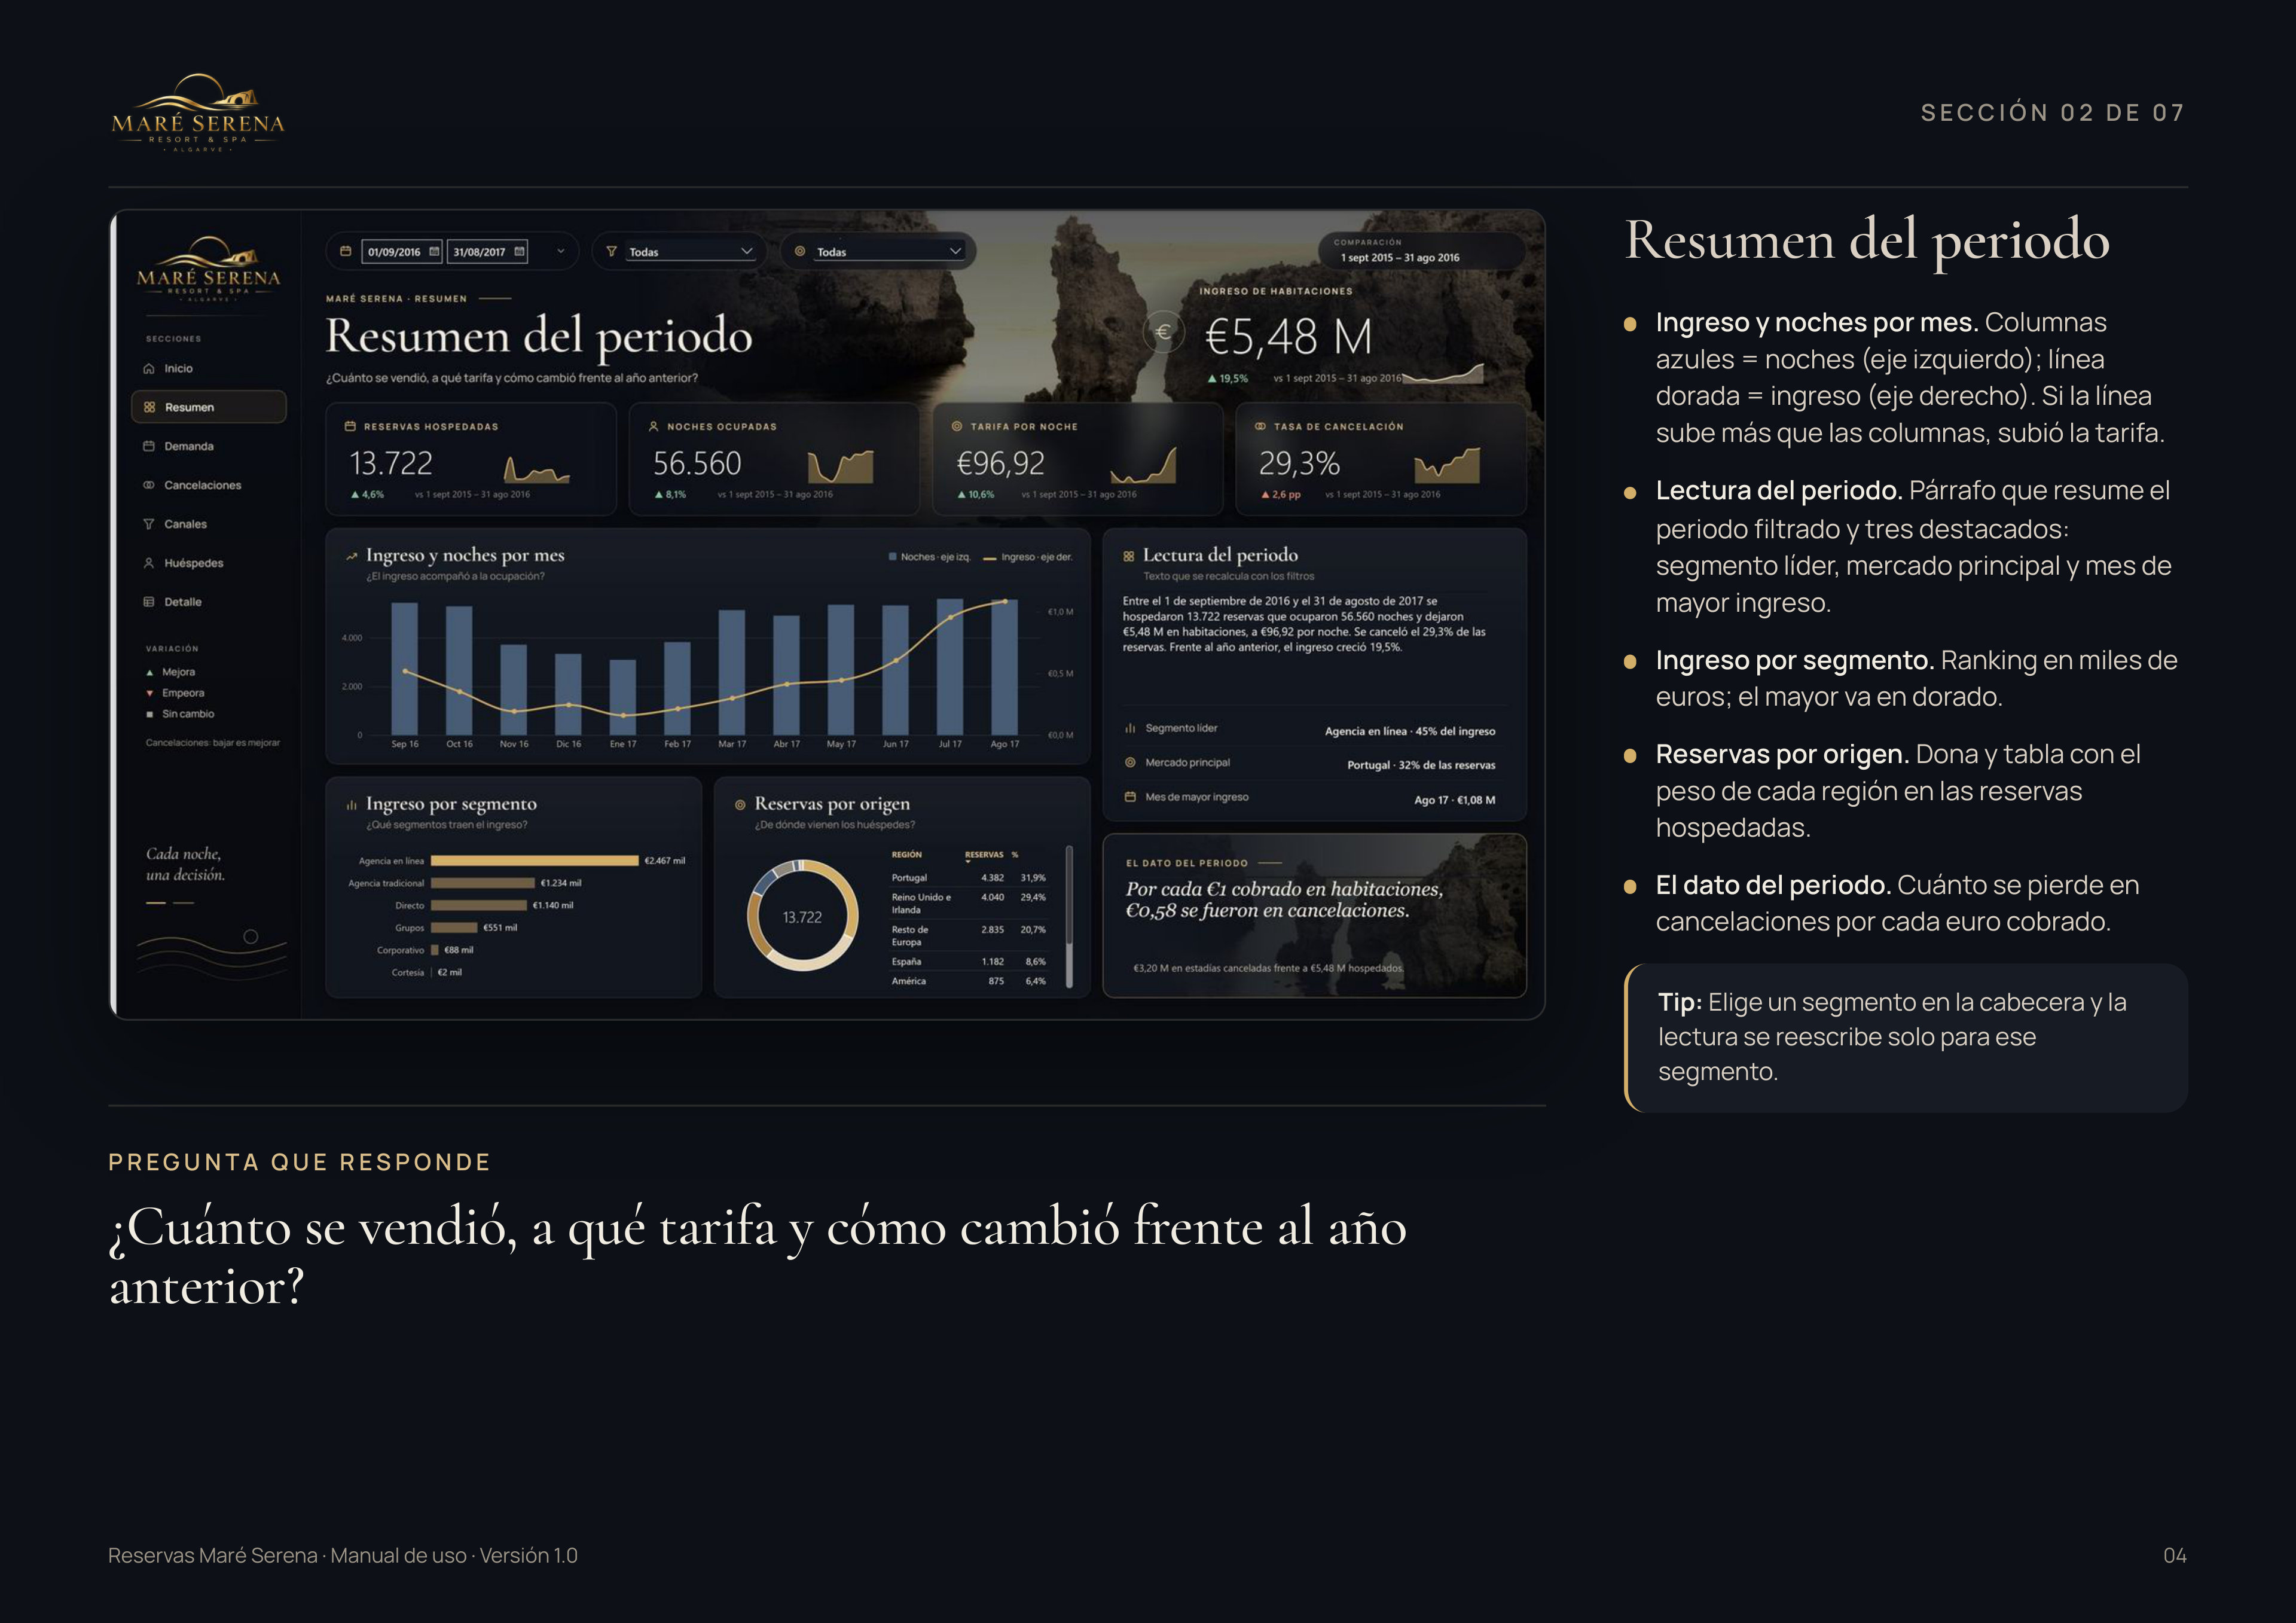 MARÉ SERENA
RESORT & SPA
· ALGARVE ·
SECCIÓN 02 DE 07
MARÉ SERENA
RESORT & SPA
· ALGARVE ·
SECCIONES
Inicio
Resumen
Demanda
Cancelaciones
Canales
Huéspedes
Detalle
VARIACIÓN
▲ Mejora
▼ Empeora
■ Sin cambio
Cancelaciones: bajar es mejorar
Cada noche,
una decisión.
01/09/2016 31/08/2017 Todas Todas
COMPARACIÓN
1 sept 2015 – 31 ago 2016
MARÉ SERENA · RESUMEN
Resumen del periodo
¿Cuánto se vendió, a qué tarifa y cómo cambió frente al año anterior?
INGRESO DE HABITACIONES
€ €5,48 M
▲ 19,5% vs 1 sept 2015 – 31 ago 2016
RESERVAS HOSPEDADAS
13.722
▲ 4,6% vs 1 sept 2015 – 31 ago 2016
NOCHES OCUPADAS
56.560
▲ 8,1% vs 1 sept 2015 – 31 ago 2016
TARIFA POR NOCHE
€96,92
▲ 10,6% vs 1 sept 2015 – 31 ago 2016
TASA DE CANCELACIÓN
29,3%
▲ 2,6 pp vs 1 sept 2015 – 31 ago 2016
Ingreso y noches por mes
¿El ingreso acompañó a la ocupación?
Noches · eje izq. Ingreso · eje der.
4.000
2.000
0
€1,0 M
€0,5 M
€0,0 M
Sep 16 Oct 16 Nov 16 Dic 16 Ene 17 Feb 17 Mar 17 Abr 17 May 17 Jun 17 Jul 17 Ago 17
Lectura del periodo
Texto que se recalcula con los filtros
Entre el 1 de septiembre de 2016 y el 31 de agosto de 2017 se
hospedaron 13.722 reservas que ocuparon 56.560 noches y dejaron
€5,48 M en habitaciones, a €96,92 por noche. Se canceló el 29,3% de las
reservas. Frente al año anterior, el ingreso creció 19,5%.
Segmento líder Agencia en línea · 45% del ingreso
Mercado principal Portugal · 32% de las reservas
Mes de mayor ingreso Ago 17 · €1,08 M
Ingreso por segmento
¿Qué segmentos traen el ingreso?
Agencia en línea €2.467 mil
Agencia tradicional €1.234 mil
Directo €1.140 mil
Grupos €551 mil
Corporativo €88 mil
Cortesía €2 mil
Reservas por origen
¿De dónde vienen los huéspedes?
13.722
REGIÓN RESERVAS %
Portugal 4.382 31,9%
Reino Unido e
Irlanda 4.040 29,4%
Resto de
Europa 2.835 20,7%
España 1.182 8,6%
América 875 6,4%
EL DATO DEL PERIODO
Por cada €1 cobrado en habitaciones,
€0,58 se fueron en cancelaciones.
€3,20 M en estadías canceladas frente a €5,48 M hospedados.
Resumen del periodo
Ingreso y noches por mes. Columnas
azules = noches (eje izquierdo); línea
dorada = ingreso (eje derecho). Si la línea
sube más que las columnas, subió la tarifa.
Lectura del periodo. Párrafo que resume el
periodo filtrado y tres destacados:
segmento líder, mercado principal y mes de
mayor ingreso.
Ingreso por segmento. Ranking en miles de
euros; el mayor va en dorado.
Reservas por origen. Dona y tabla con el
peso de cada región en las reservas
hospedadas.
El dato del periodo. Cuánto se pierde en
cancelaciones por cada euro cobrado.
Tip: Elige un segmento en la cabecera y la
lectura se reescribe solo para ese
segmento.
PREGUNTA QUE RESPONDE
¿Cuánto se vendió, a qué tarifa y cómo cambió frente al año
anterior?
Reservas Maré Serena · Manual de uso · Versión 1.0
04